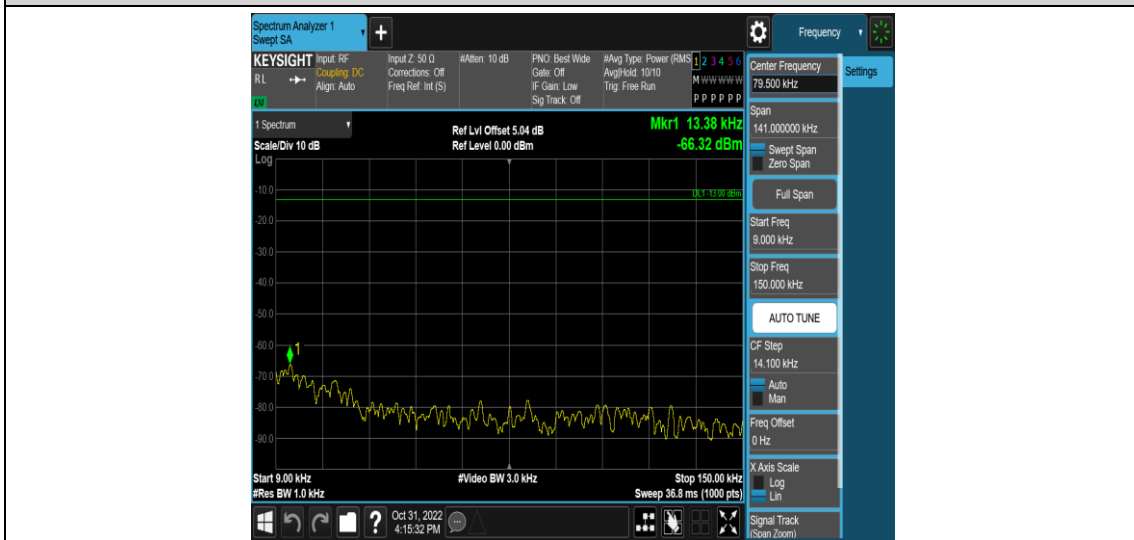 Spectrum Analyzer 1
Swept SA
+
Frequency
KEYSIGHT
RL
LNI
Input: RF
Coupling: DC
Align: Auto
Input Z: 50 Ω
Corrections: Off
Freq Ref: Int (S)
#Atten: 10 dB
PNO: Best Wide
Gate: Off
IF Gain: Low
Sig Track: Off
#Avg Type: Power (RMS
Avg|Hold: 10/10
Trig: Free Run
1 2 3 4 5 6
M W W W W W
P P P P P P
1 Spectrum
Scale/Div 10 dB
Log
Ref Lvl Offset 5.04 dB
Ref Level 0.00 dBm
Mkr1 13.38 kHz
-66.32 dBm
DL1 -13.00 dBm
-10.0
-20.0
-30.0
-40.0
-50.0
-60.0
-70.0
-80.0
-90.0
1
Start 9.00 kHz
#Res BW 1.0 kHz
#Video BW 3.0 kHz
Stop 150.00 kHz
Sweep 36.8 ms (1000 pts)
Center Frequency
79.500 kHz
Settings
Span
141.000000 kHz
Swept Span
Zero Span
Full Span
Start Freq
9.000 kHz
Stop Freq
150.000 kHz
AUTO TUNE
CF Step
14.100 kHz
Auto
Man
Freq Offset
0 Hz
X Axis Scale
Log
Lin
Signal Track
(Span Zoom)
?
Oct 31, 2022
4:15:32 PM